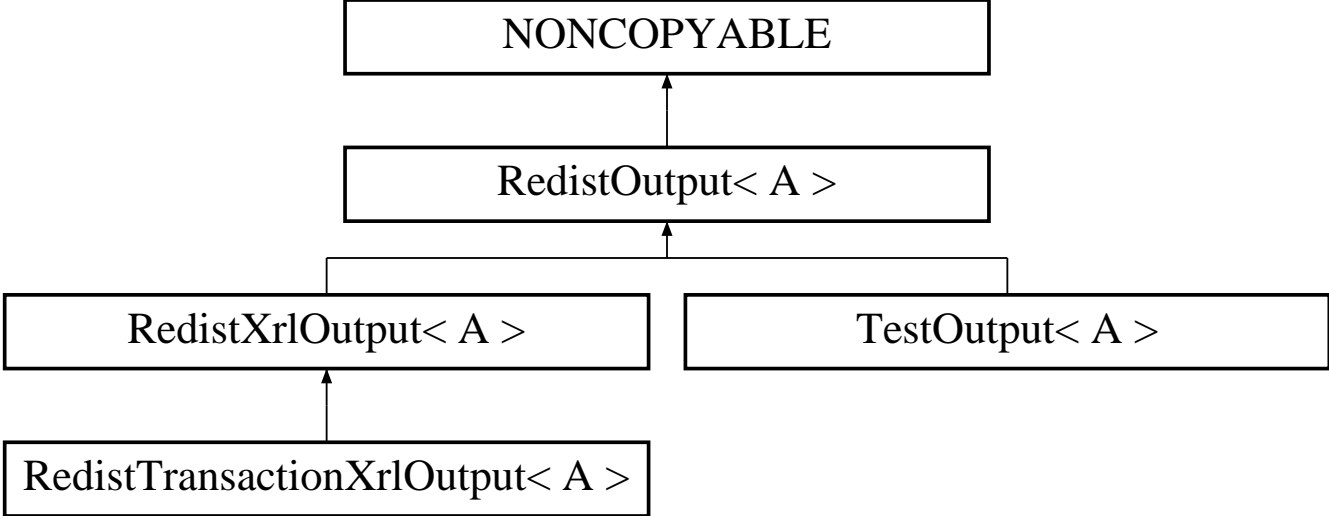 NONCOPYABLE
RedistOutput< A >
RedistXrlOutput< A >
TestOutput< A >
RedistTransactionXrlOutput< A >